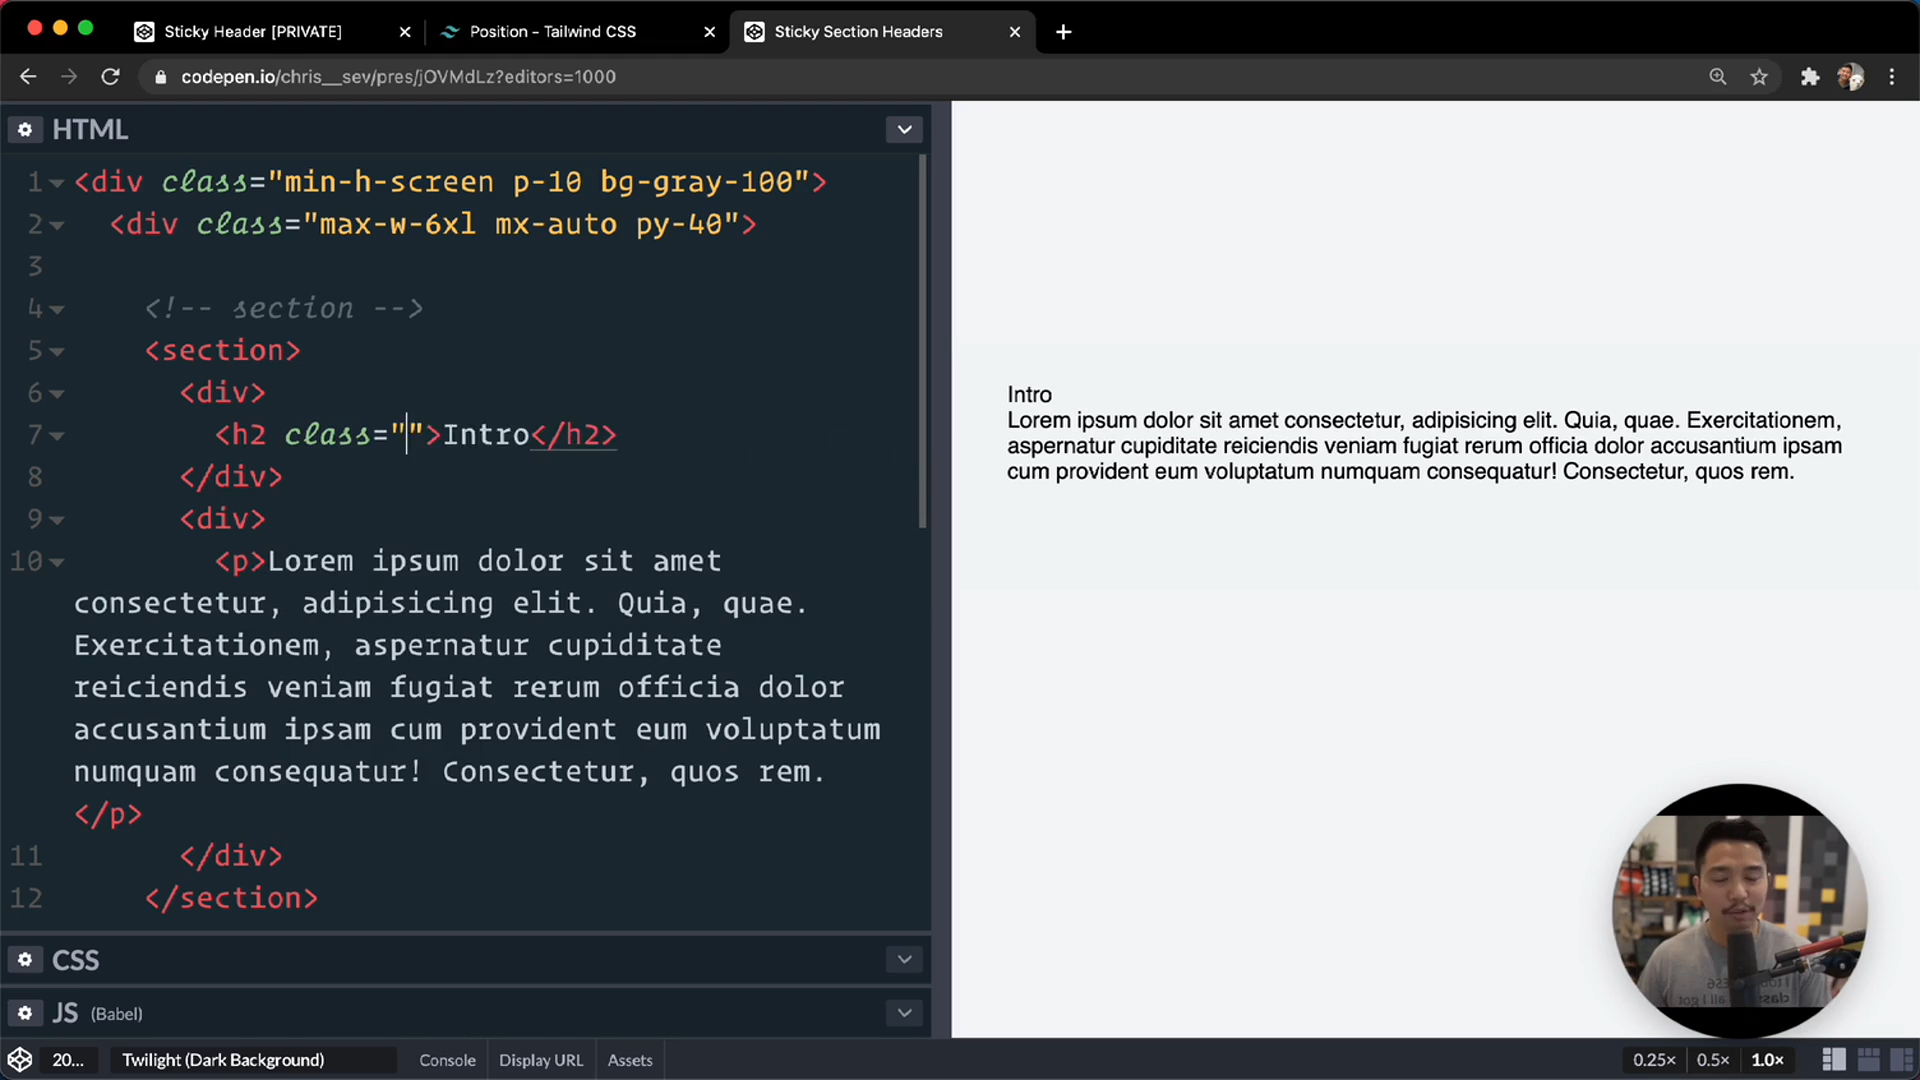 Sticky Header [PRIVATE]
Position - Tailwind CSS
Sticky Section Headers
codepen.io/chris__sev/pres/jOVMdLz?editors=1000
HTML
1 <div class="min-h-screen p-10 bg-gray-100">
2 <div class="max-w-6xl mx-auto py-40">
3
4 <!-- section -->
5 <section>
6 <div>
7 <h2 class="">Intro</h2>
8 </div>
9 <div>
10 <p>Lorem ipsum dolor sit amet
consectetur, adipisicing elit. Quia, quae.
Exercitationem, aspernatur cupiditate
reiciendis veniam fugiat rerum officia dolor
accusantium ipsam cum provident eum voluptatum
numquam consequatur! Consectetur, quos rem.
</p>
11 </div>
12 </section>
CSS
JS (Babel)
Intro
Lorem ipsum dolor sit amet consectetur, adipisicing elit. Quia, quae. Exercitationem,
aspernatur cupiditate reiciendis veniam fugiat rerum officia dolor accusantium ipsam
cum provident eum voluptatum numquam consequatur! Consectetur, quos rem.
20...
Twilight (Dark Background)
Console
Display URL
Assets
0.25×
0.5×
1.0×